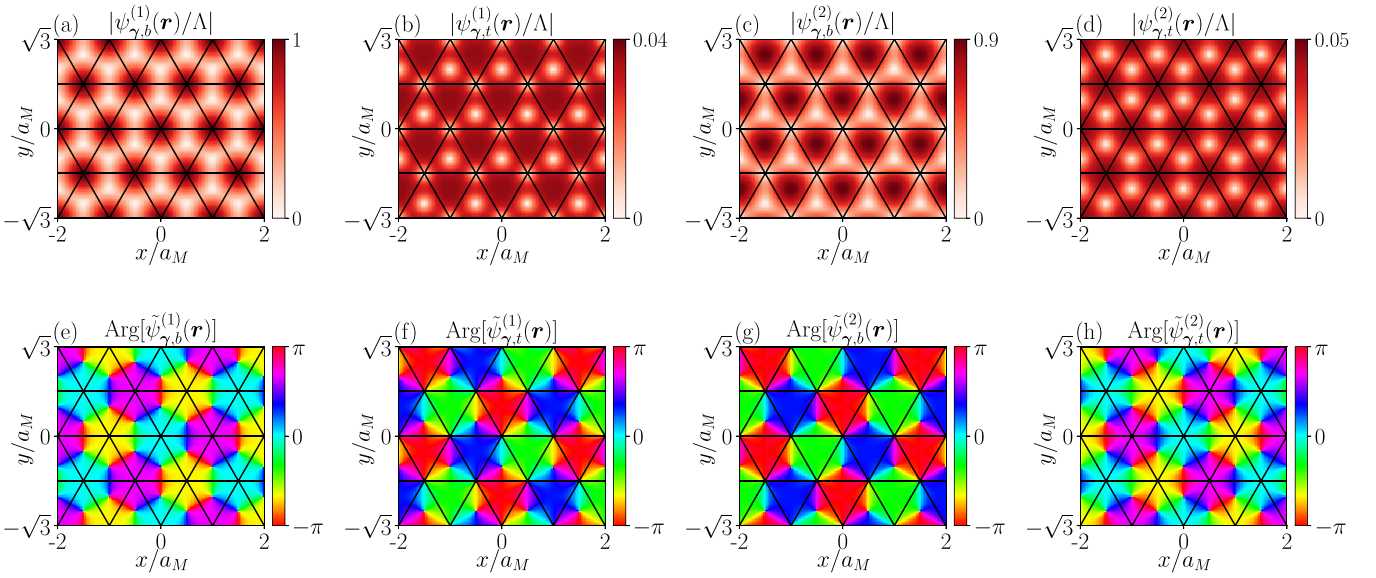 (a) |ψ_{γ,b}^{(1)}(r)/Λ|
√3
0
−√3
y/a_M
-2 0 2
x/a_M
1
0
(b) |ψ_{γ,t}^{(1)}(r)/Λ|
√3
0
−√3
y/a_M
-2 0 2
x/a_M
0.04
0
(c) |ψ_{γ,b}^{(2)}(r)/Λ|
√3
0
−√3
y/a_M
-2 0 2
x/a_M
0.9
0
(d) |ψ_{γ,t}^{(2)}(r)/Λ|
√3
0
−√3
y/a_M
-2 0 2
x/a_M
0.05
0
(e) Arg[ψ̃_{γ,b}^{(1)}(r)]
√3
0
−√3
y/a_M
-2 0 2
x/a_M
π
0
−π
(f) Arg[ψ̃_{γ,t}^{(1)}(r)]
√3
0
−√3
y/a_M
-2 0 2
x/a_M
π
0
−π
(g) Arg[ψ̃_{γ,b}^{(2)}(r)]
√3
0
−√3
y/a_M
-2 0 2
x/a_M
π
0
−π
(h) Arg[ψ̃_{γ,t}^{(2)}(r)]
√3
0
−√3
y/a_M
-2 0 2
x/a_M
π
0
−π